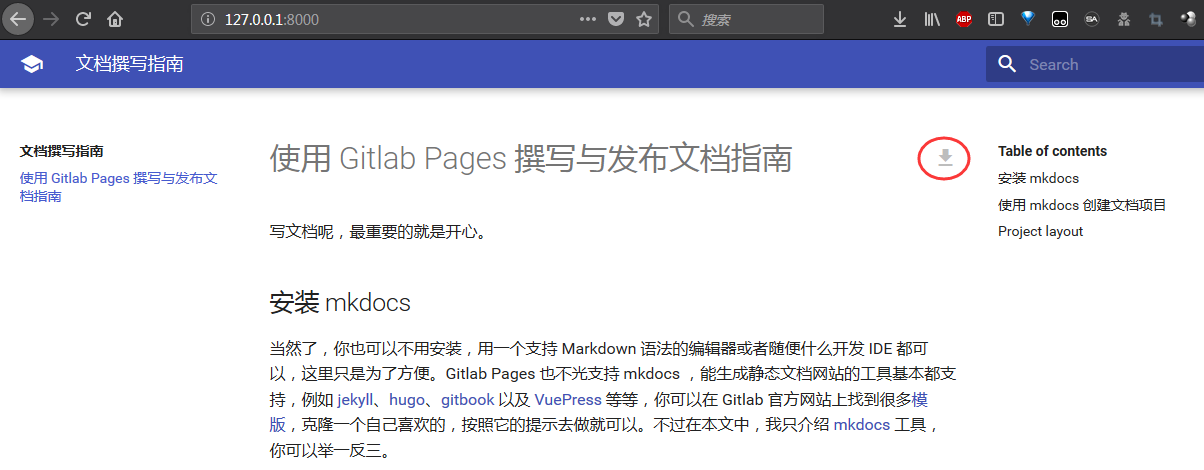 127.0.0.1:8000
搜索
ABP
SA
文档撰写指南
Search
文档撰写指南
使用 Gitlab Pages 撰写与发布文
档指南
使用 Gitlab Pages 撰写与发布文档指南
写文档呢，最重要的就是开心。
安装 mkdocs
当然了，你也可以不用安装，用一个支持 Markdown 语法的编辑器或者随便什么开发 IDE 都可
以，这里只是为了方便。Gitlab Pages 也不光支持 mkdocs ，能生成静态文档网站的工具基本都支
持，例如 jekyll、hugo、gitbook 以及 VuePress 等等，你可以在 Gitlab 官方网站上找到很多模
版，克隆一个自己喜欢的，按照它的提示去做就可以。不过在本文中，我只介绍 mkdocs 工具，
你可以举一反三。
Table of contents
安装 mkdocs
使用 mkdocs 创建文档项目
Project layout